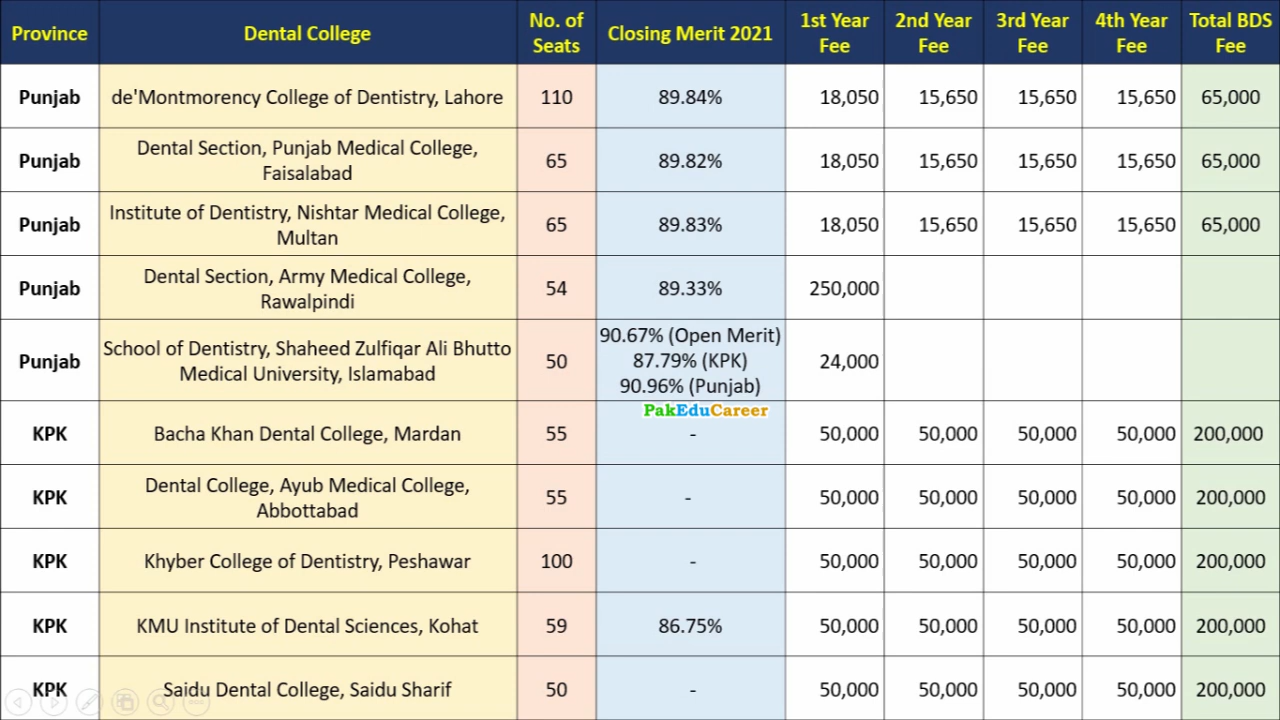 Province Dental College No. of Seats Closing Merit 2021 1st Year Fee 2nd Year Fee 3rd Year Fee 4th Year Fee Total BDS Fee
Punjab de'Montmorency College of Dentistry, Lahore 110 89.84% 18,050 15,650 15,650 15,650 65,000
Punjab Dental Section, Punjab Medical College, Faisalabad 65 89.82% 18,050 15,650 15,650 15,650 65,000
Punjab Institute of Dentistry, Nishtar Medical College, Multan 65 89.83% 18,050 15,650 15,650 15,650 65,000
Punjab Dental Section, Army Medical College, Rawalpindi 54 89.33% 250,000
Punjab School of Dentistry, Shaheed Zulfiqar Ali Bhutto Medical University, Islamabad 50 90.67% (Open Merit) 87.79% (KPK) 90.96% (Punjab) 24,000
PakEduCareer
KPK Bacha Khan Dental College, Mardan 55 - 50,000 50,000 50,000 50,000 200,000
KPK Dental College, Ayub Medical College, Abbottabad 55 - 50,000 50,000 50,000 50,000 200,000
KPK Khyber College of Dentistry, Peshawar 100 - 50,000 50,000 50,000 50,000 200,000
KPK KMU Institute of Dental Sciences, Kohat 59 86.75% 50,000 50,000 50,000 50,000 200,000
KPK Saidu Dental College, Saidu Sharif 50 - 50,000 50,000 50,000 50,000 200,000